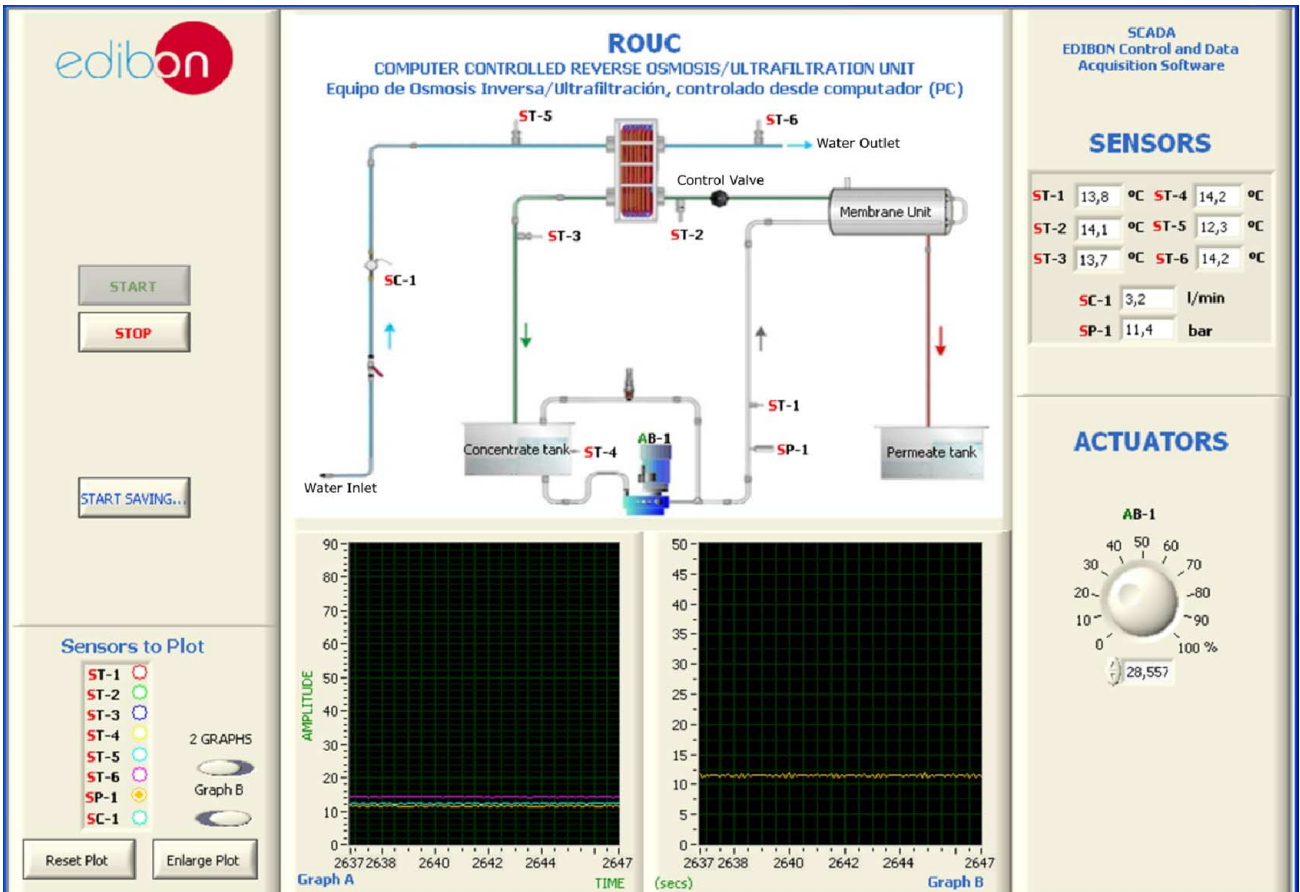 edibon
ROUC
COMPUTER CONTROLLED REVERSE OSMOSIS/ULTRAFILTRATION UNIT
Equipo de Osmosis Inversa/Ultrafiltración, controlado desde computador (PC)
SCADA
EDIBON Control and Data
Acquisition Software
START
STOP
START SAVING...
ST-5
ST-6
Water Outlet
Control Valve
Membrane Unit
ST-3
ST-2
SC-1
ST-1
Concentrate tank
ST-4
AB-1
SP-1
Permeate tank
Water Inlet
SENSORS
ST-1 13,8 ºC ST-4 14,2 ºC
ST-2 14,1 ºC ST-5 12,3 ºC
ST-3 13,7 ºC ST-6 14,2 ºC
SC-1 3,2 l/min
SP-1 11,4 bar
ACTUATORS
AB-1
0 10 20 30 40 50 60 70 80 90 100 %
28,557
Sensors to Plot
ST-1
ST-2
ST-3
ST-4
ST-5
ST-6
SP-1
SC-1
2 GRAPHS
Graph B
Reset Plot
Enlarge Plot
90
80
70
60
50
40
30
20
10
0
AMPLITUDE
2637 2638 2640 2642 2644 2647
Graph A
TIME
50
45
40
35
30
25
20
15
10
5
0
2637 2638 2640 2642 2644 2647
(secs)
Graph B